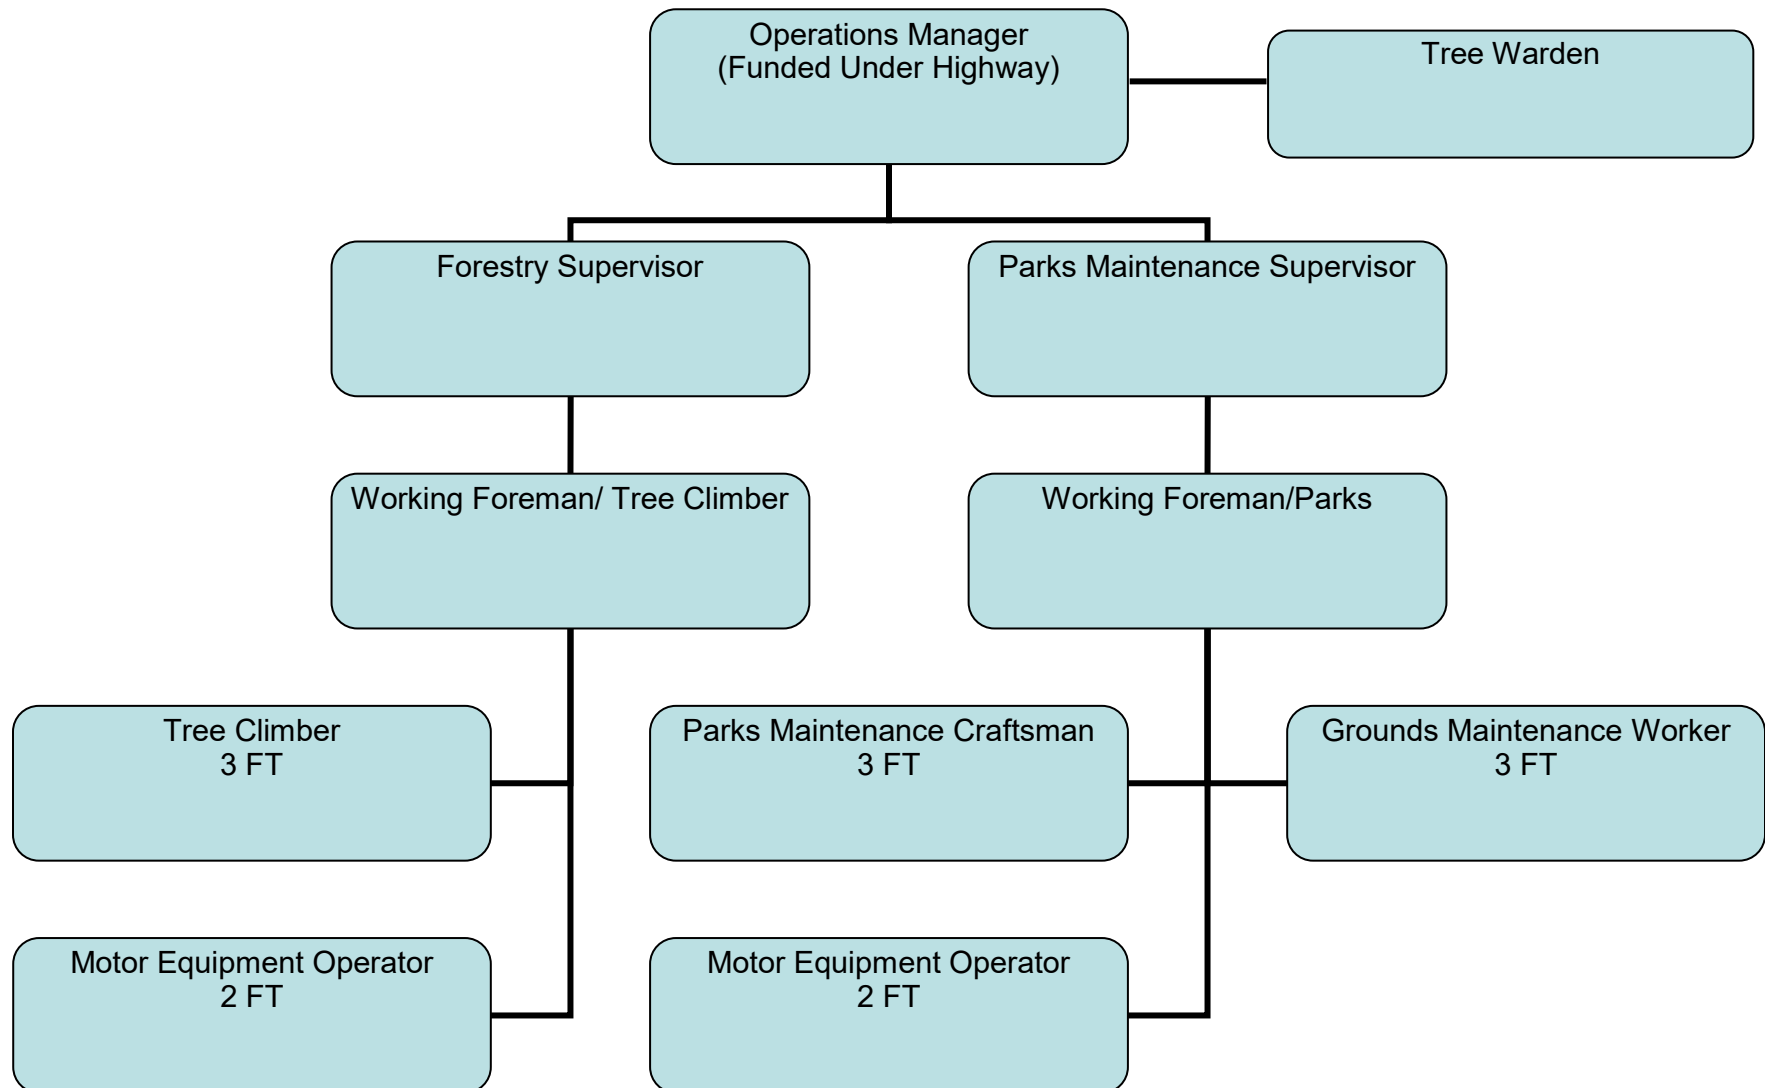 Operations Manager
(Funded Under Highway)
Tree Warden
Forestry Supervisor
Parks Maintenance Supervisor
Working Foreman/ Tree Climber
Working Foreman/Parks
Tree Climber
3 FT
Parks Maintenance Craftsman
3 FT
Grounds Maintenance Worker
3 FT
Motor Equipment Operator
2 FT
Motor Equipment Operator
2 FT